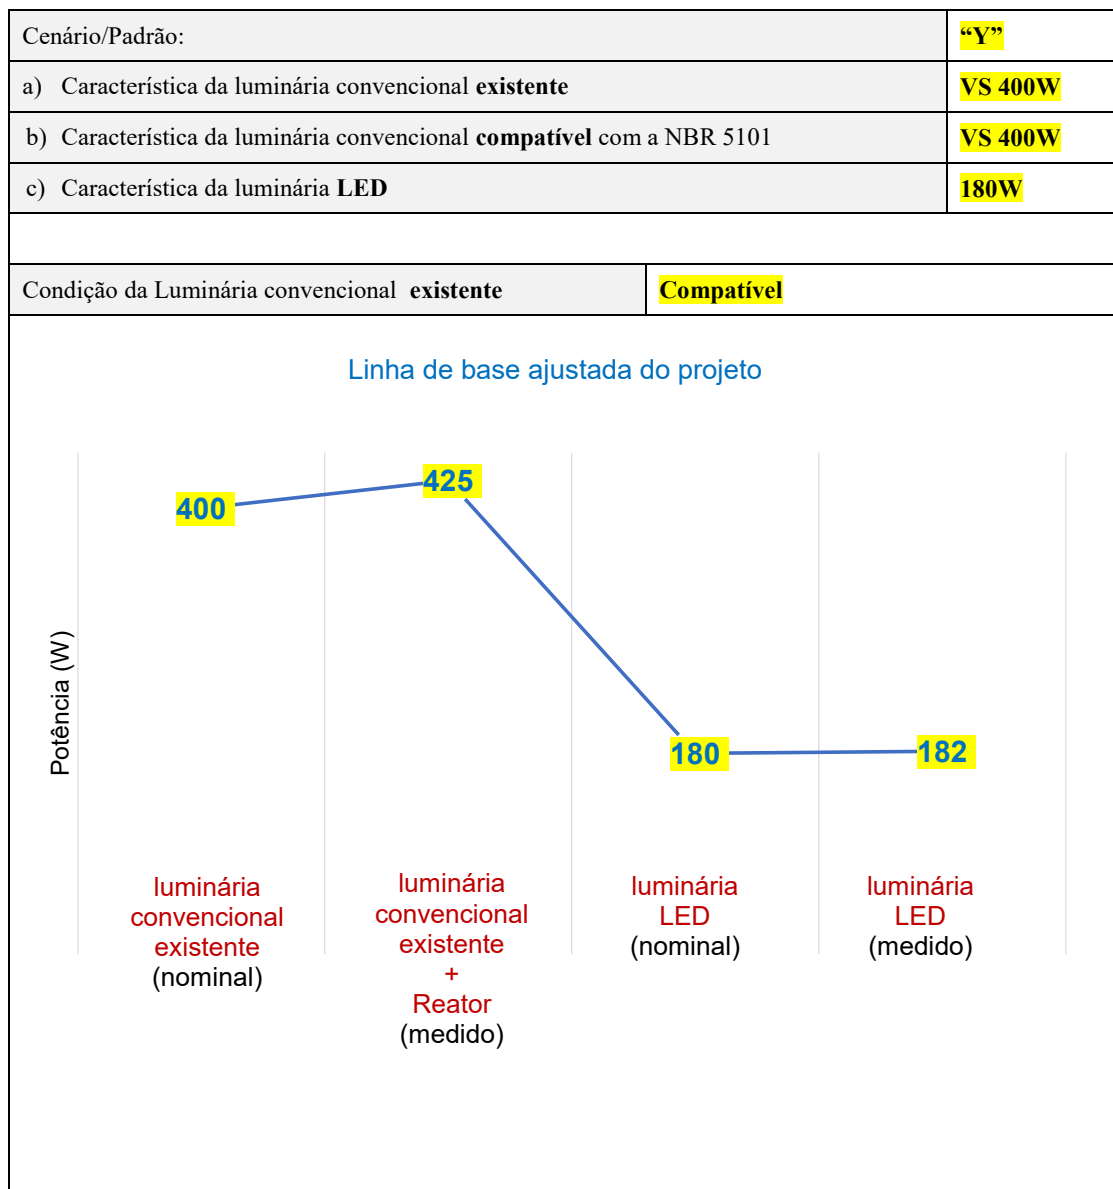 Cenário/Padrão: “Y”
a) Característica da luminária convencional existente VS 400W
b) Característica da luminária convencional compatível com a NBR 5101 VS 400W
c) Característica da luminária LED 180W
Condição da Luminária convencional existente Compatível
Linha de base ajustada do projeto
Potência (W)
400
425
180
182
luminária
convencional
existente
(nominal)
luminária
convencional
existente
+
Reator
(medido)
luminária
LED
(nominal)
luminária
LED
(medido)